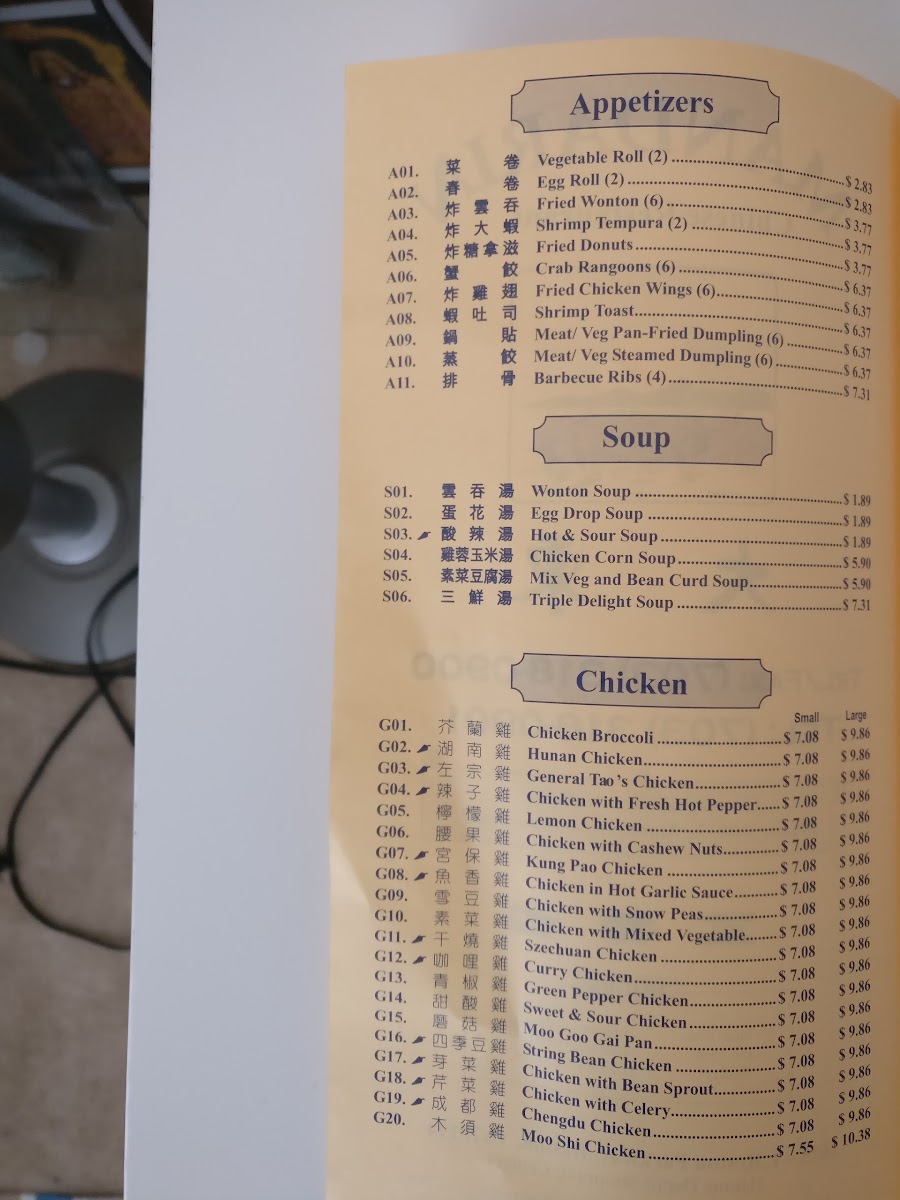 Appetizers
A01. 菜卷 Vegetable Roll (2) $ 2.83
A02. 春卷 Egg Roll (2) $ 2.83
A03. 炸雲吞 Fried Wonton (6) $ 3.77
A04. 炸大蝦 Shrimp Tempura (2) $ 3.77
A05. 炸糖拿滋 Fried Donuts $ 3.77
A06. 蟹餃 Crab Rangoons (6) $ 6.37
A07. 炸雞翅 Fried Chicken Wings (6) $ 6.37
A08. 蝦吐司 Shrimp Toast $ 6.37
A09. 鍋貼 Meat/ Veg Pan-Fried Dumpling (6) $ 6.37
A10. 蒸餃 Meat/ Veg Steamed Dumpling (6) $ 6.37
A11. 排骨 Barbecue Ribs (4) $ 7.31
Soup
S01. 雲吞湯 Wonton Soup $ 1.89
S02. 蛋花湯 Egg Drop Soup $ 1.89
S03. 酸辣湯 Hot & Sour Soup $ 1.89
S04. 雞蓉玉米湯 Chicken Corn Soup $ 5.90
S05. 素菜豆腐湯 Mix Veg and Bean Curd Soup $ 5.90
S06. 三鮮湯 Triple Delight Soup $ 7.31
Chicken
Small Large
G01. 芥蘭雞 Chicken Broccoli $ 7.08 $ 9.86
G02. 湖南雞 Hunan Chicken $ 7.08 $ 9.86
G03. 左宗雞 General Tao's Chicken $ 7.08 $ 9.86
G04. 辣子雞 Chicken with Fresh Hot Pepper $ 7.08 $ 9.86
G05. 檸檬雞 Lemon Chicken $ 7.08 $ 9.86
G06. 腰果雞 Chicken with Cashew Nuts $ 7.08 $ 9.86
G07. 宮保雞 Kung Pao Chicken $ 7.08 $ 9.86
G08. 魚香雞 Chicken in Hot Garlic Sauce $ 7.08 $ 9.86
G09. 雪豆雞 Chicken with Snow Peas $ 7.08 $ 9.86
G10. 素菜雞 Chicken with Mixed Vegetable $ 7.08 $ 9.86
G11. 干燒雞 Szechuan Chicken $ 7.08 $ 9.86
G12. 咖哩雞 Curry Chicken $ 7.08 $ 9.86
G13. 青椒雞 Green Pepper Chicken $ 7.08 $ 9.86
G14. 甜酸雞 Sweet & Sour Chicken $ 7.08 $ 9.86
G15. 蘑菇雞 Moo Goo Gai Pan $ 7.08 $ 9.86
G16. 四季豆雞 String Bean Chicken $ 7.08 $ 9.86
G17. 芽菜雞 Chicken with Bean Sprout $ 7.08 $ 9.86
G18. 芹菜雞 Chicken with Celery $ 7.08 $ 9.86
G19. 成都雞 Chengdu Chicken $ 7.08 $ 9.86
G20. 木須雞 Moo Shi Chicken $ 7.55 $ 10.38